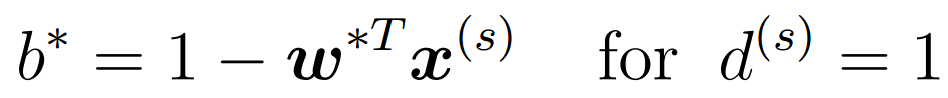 b* = 1 − w*ᵀx⁽ˢ⁾ for d⁽ˢ⁾ = 1